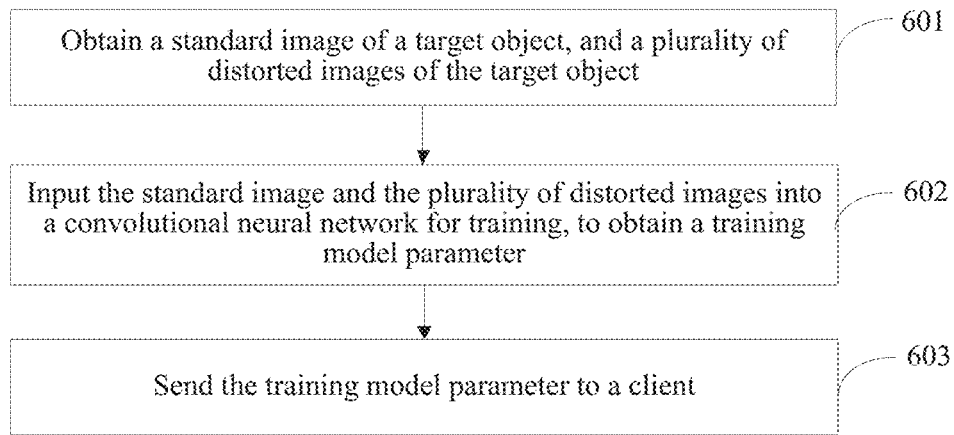 Obtain a standard image of a target object, and a plurality of
distorted images of the target object
601
Input the standard image and the plurality of distorted images into
a convolutional neural network for training, to obtain a training
model parameter
602
Send the training model parameter to a client
603